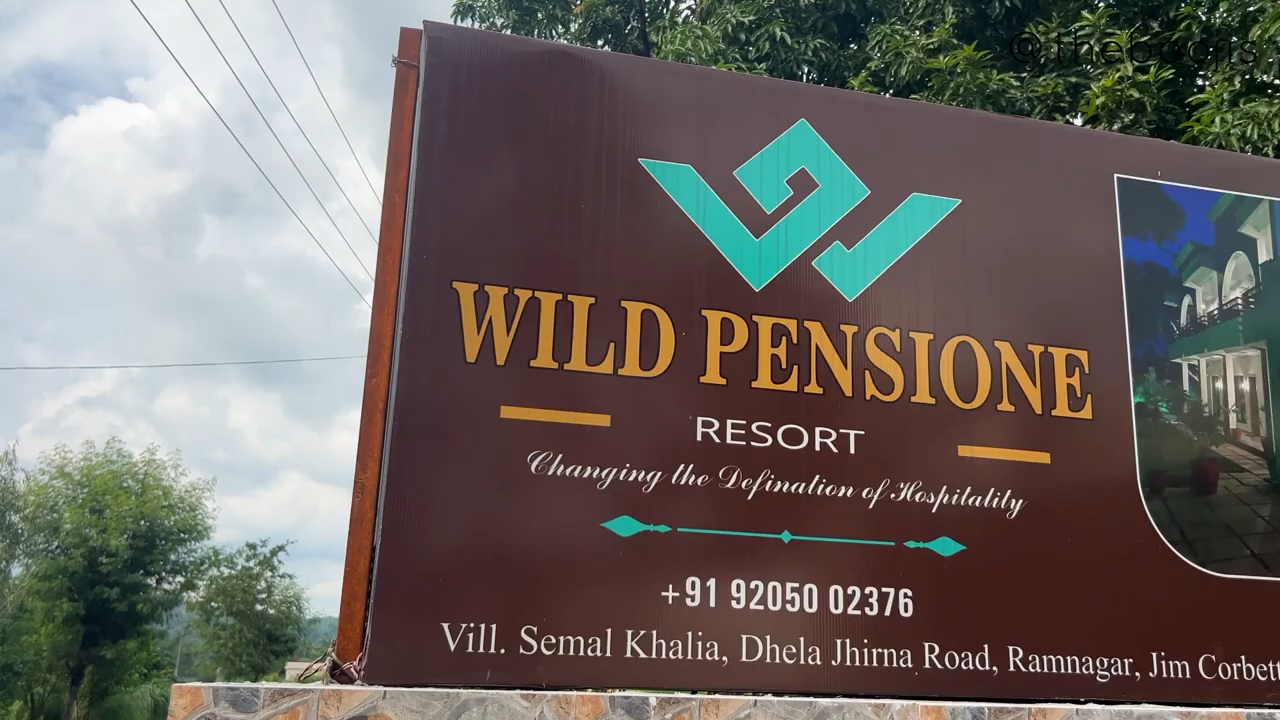 © theboojis
WILD PENSIONE
RESORT
Changing the Defination of Hospitality
+91 92050 02376
Vill. Semal Khalia, Dhela Jhirna Road, Ramnagar, Jim Corbett